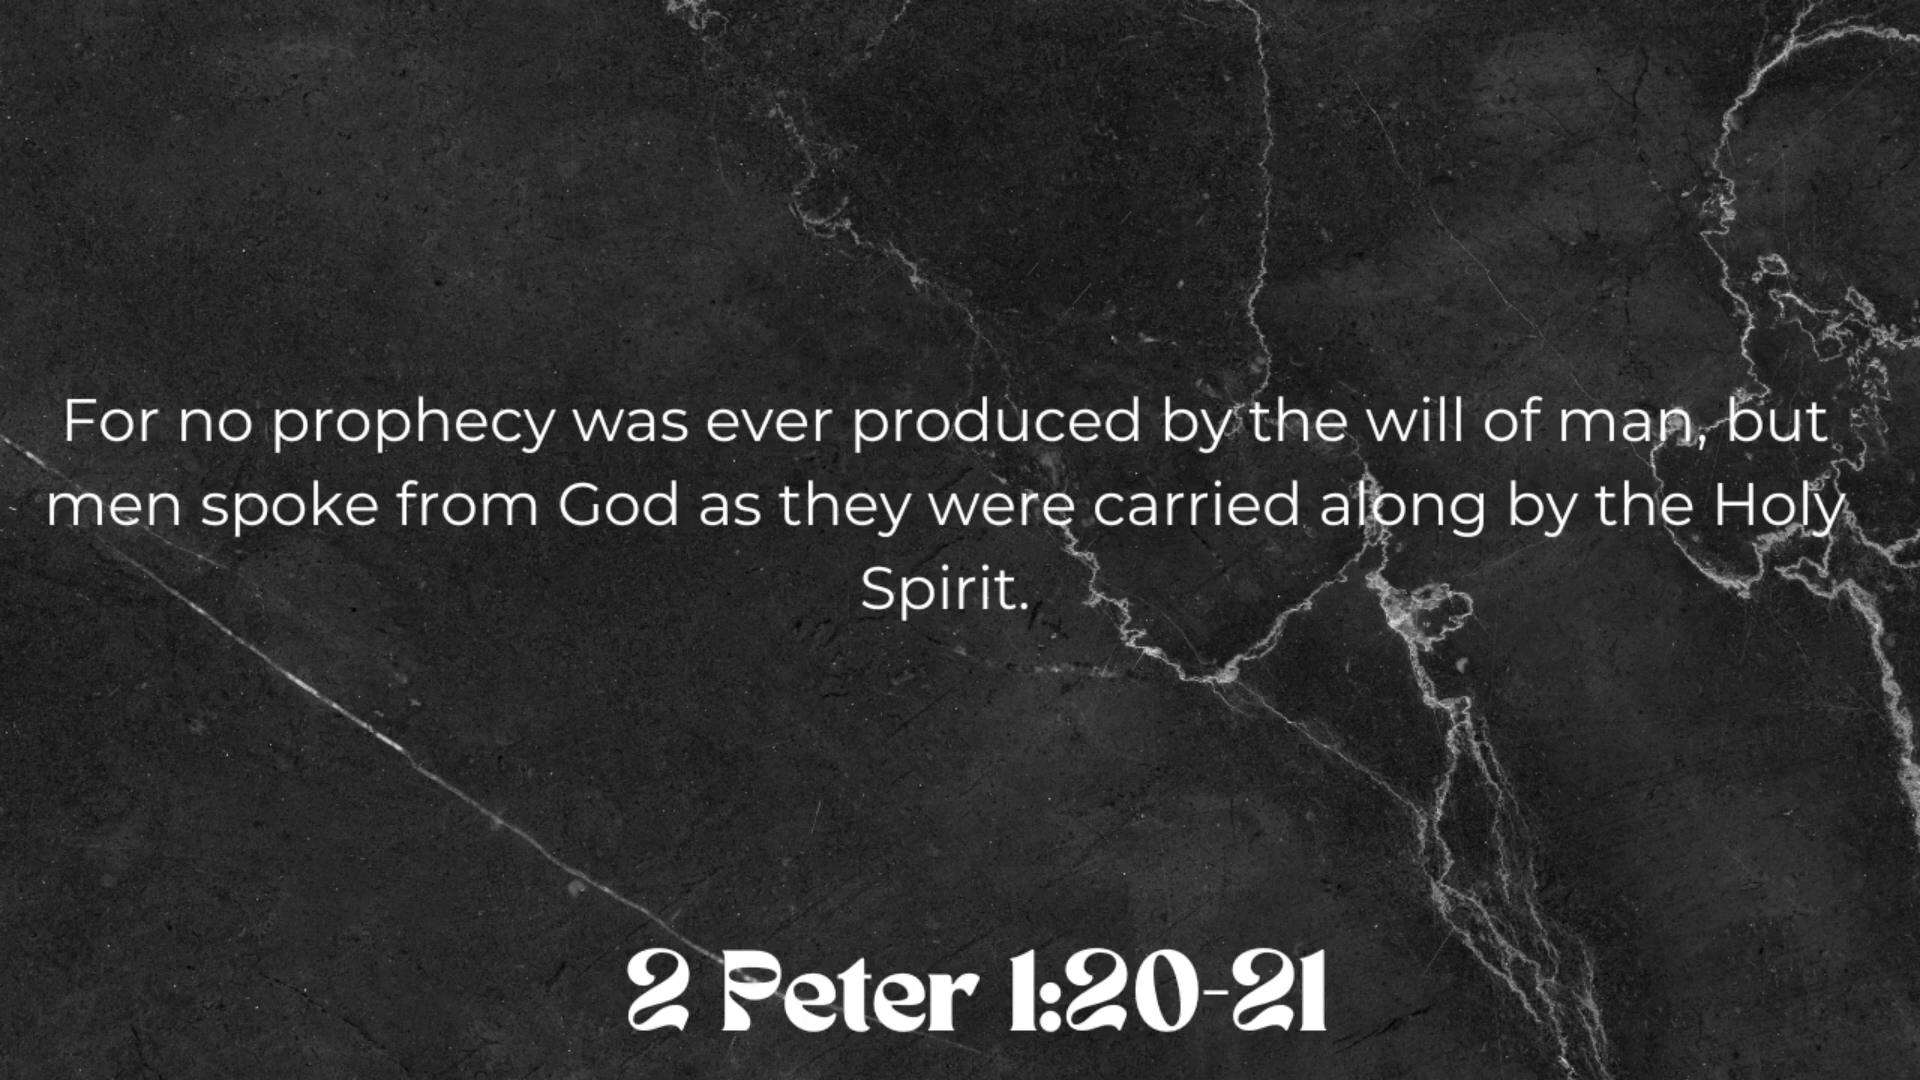 For no prophecy was ever produced by the will of man, but
men spoke from God as they were carried along by the Holy
Spirit.
2 Peter 1:20-21